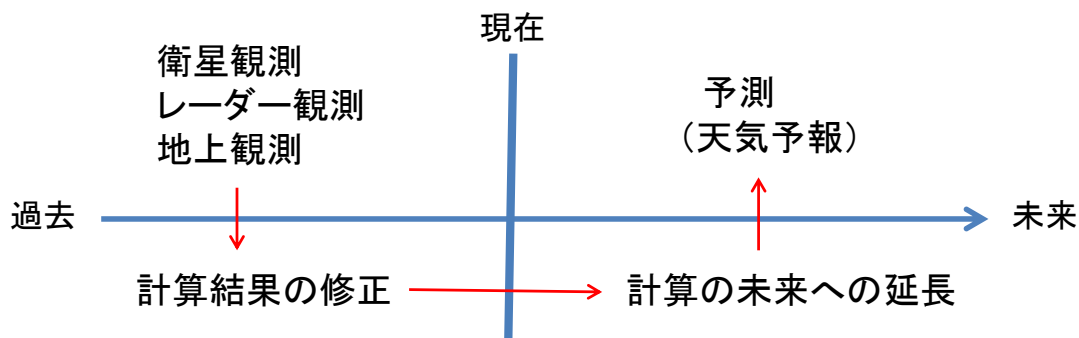 現在
衛星観測
レーダー観測
地上観測
予測
（天気予報）
過去
未来
計算結果の修正
計算の未来への延長